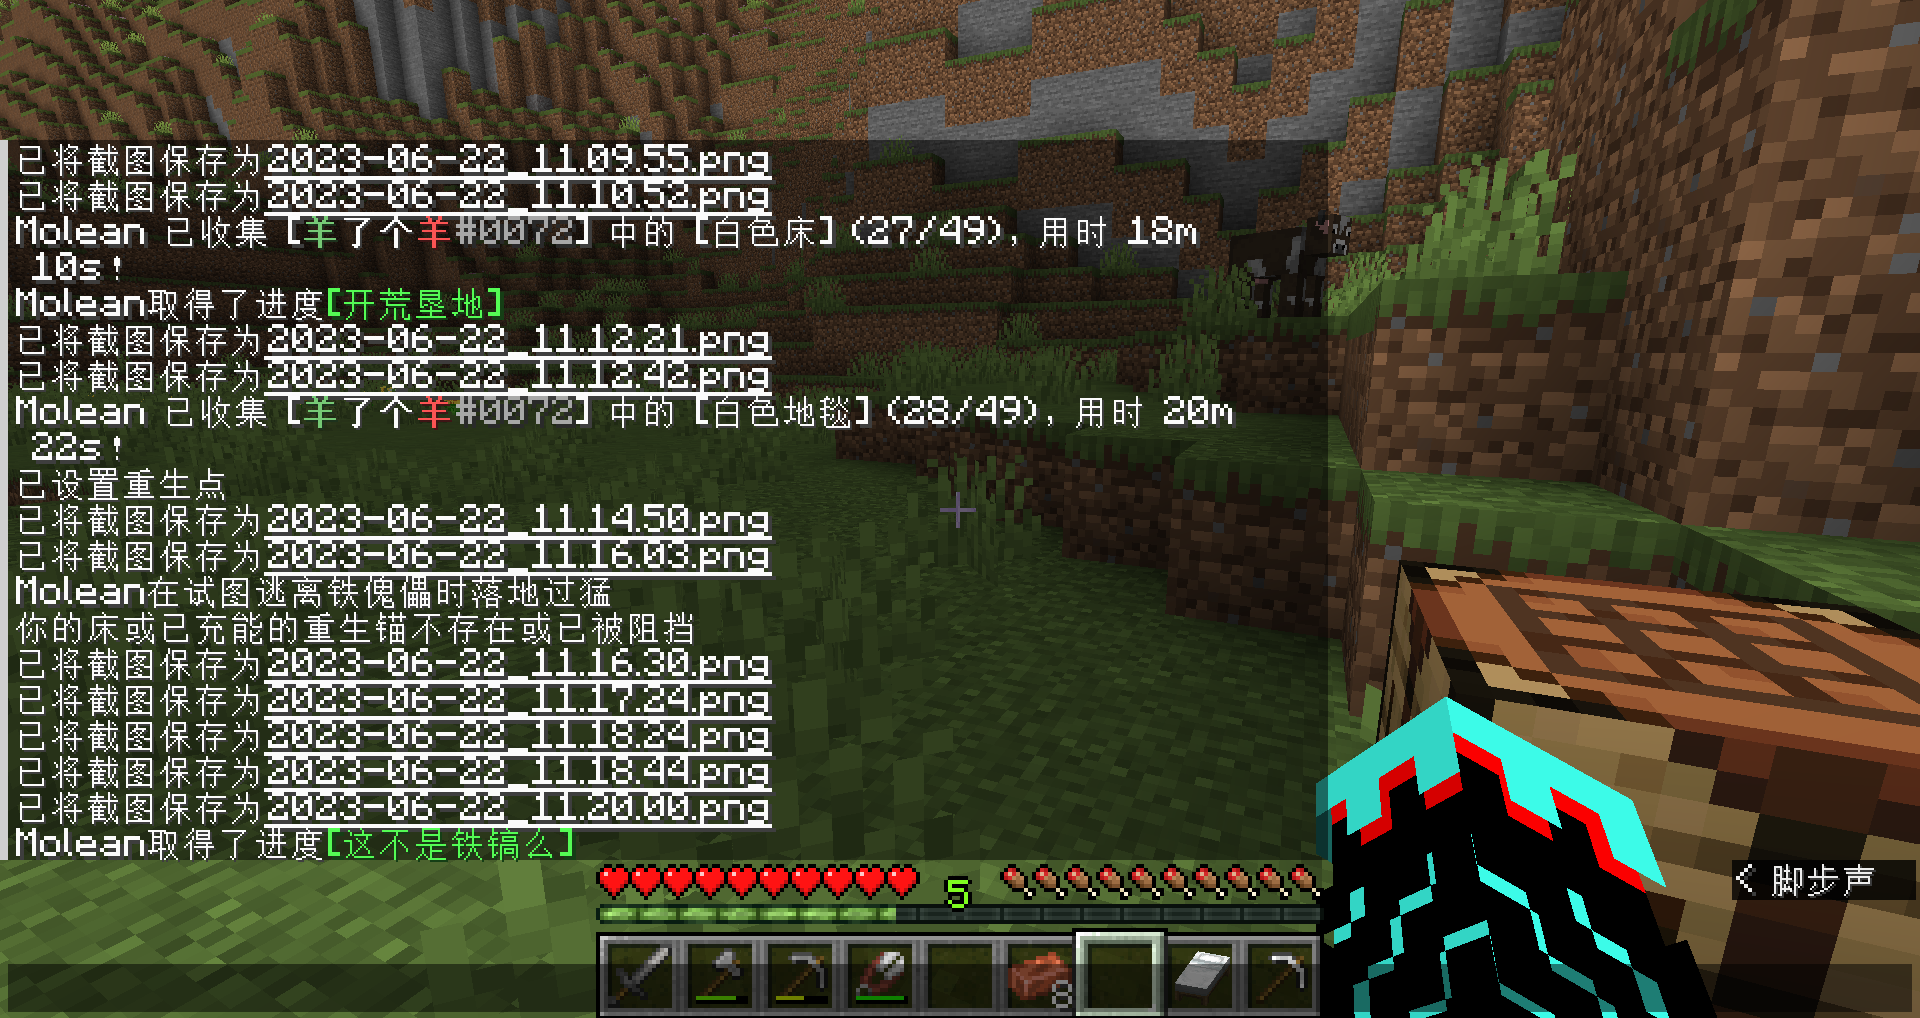 已将截图保存为2023-06-22_11.09.55.png
已将截图保存为2023-06-22_11.10.52.png
Molean 已收集 [羊了个羊#0072] 中的 [白色床] (27/49), 用时 18m
10s!
Molean取得了进度[开荒垦地]
已将截图保存为2023-06-22_11.12.21.png
已将截图保存为2023-06-22_11.12.42.png
Molean 已收集 [羊了个羊#0072] 中的 [白色地毯] (28/49), 用时 20m
22s!
已设置重生点
已将截图保存为2023-06-22_11.14.50.png
已将截图保存为2023-06-22_11.16.03.png
Molean在试图逃离铁傀儡时落地过猛
你的床或已充能的重生锚不存在或已被阻挡
已将截图保存为2023-06-22_11.16.30.png
已将截图保存为2023-06-22_11.17.24.png
已将截图保存为2023-06-22_11.18.24.png
已将截图保存为2023-06-22_11.18.44.png
已将截图保存为2023-06-22_11.20.00.png
Molean取得了进度[这不是铁镐么]
< 脚步声
5
8